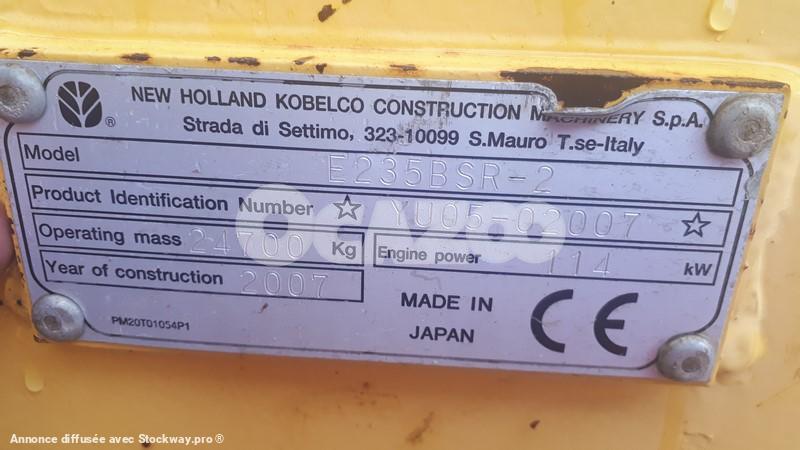 NEW HOLLAND KOBELCO CONSTRUCTION MACHINERY S.p.A.
Strada di Settimo, 323-10099 S.Mauro T.se-Italy
Model E235BSR-2
Product Identification Number ☆ YU05-02007 ☆
Operating mass 24700 Kg Engine power 114 kW
Year of construction 2007
MADE IN
JAPAN
CE
PM20T01054P1
®
OCAZOO
Annonce diffusée avec Stockway.pro®